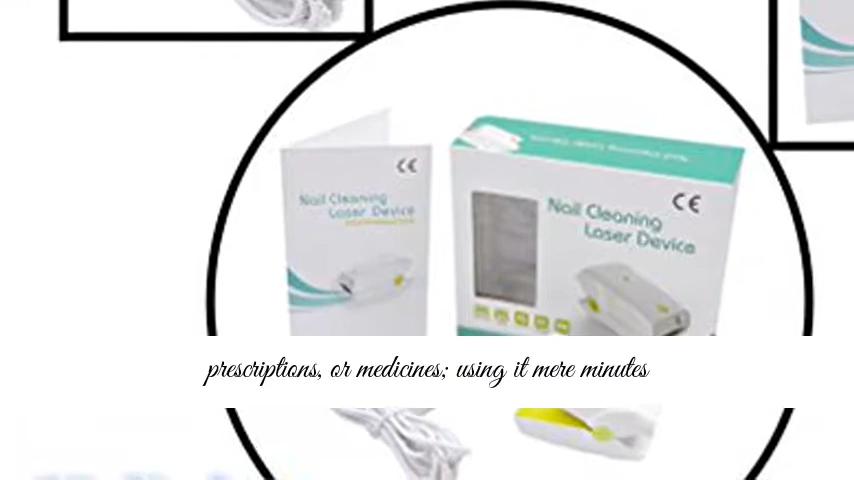 CE
Nail Cleaning
Laser Device
CE
Nail Cleaning
Laser Device
prescriptions, or medicines; using it mere minutes